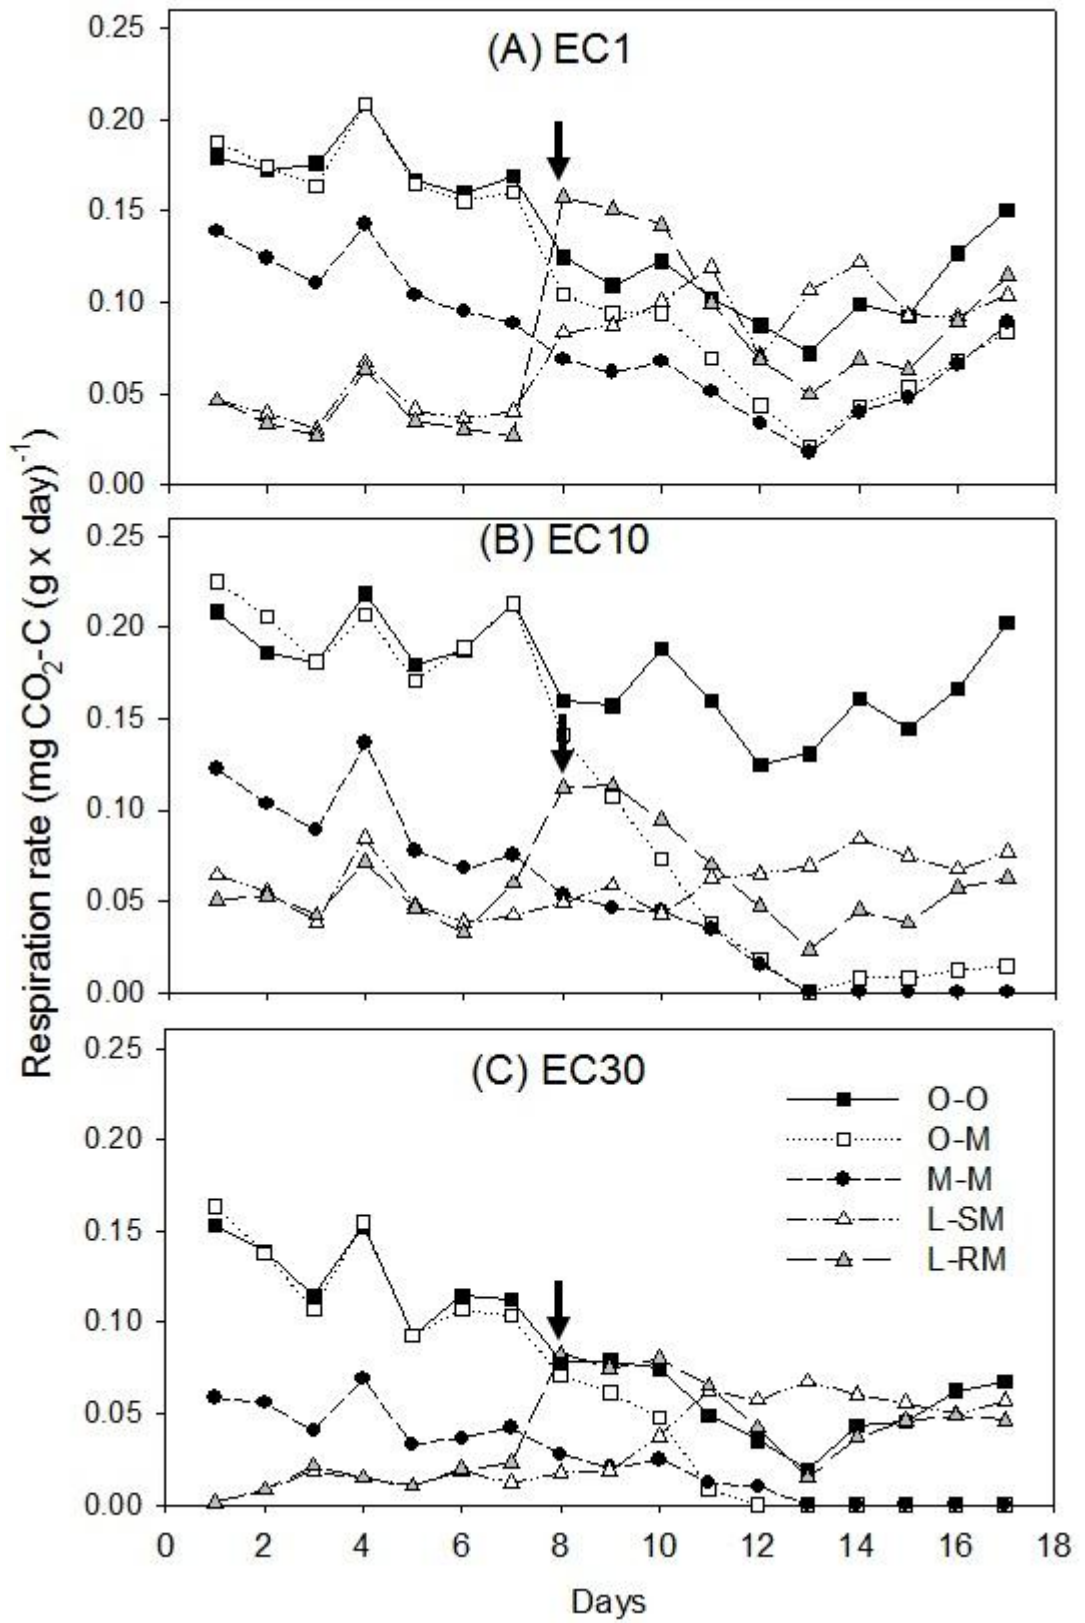 (A) EC1
0.25
0.20
0.15
0.10
0.05
0.00
(B) EC10
0.25
0.20
0.15
0.10
0.05
0.00
(C) EC30
0.25
0.20
0.15
0.10
0.05
0.00
O-O
O-M
M-M
L-SM
L-RM
0 2 4 6 8 10 12 14 16 18
Days
Respiration rate (mg CO₂-C (g x day)⁻¹